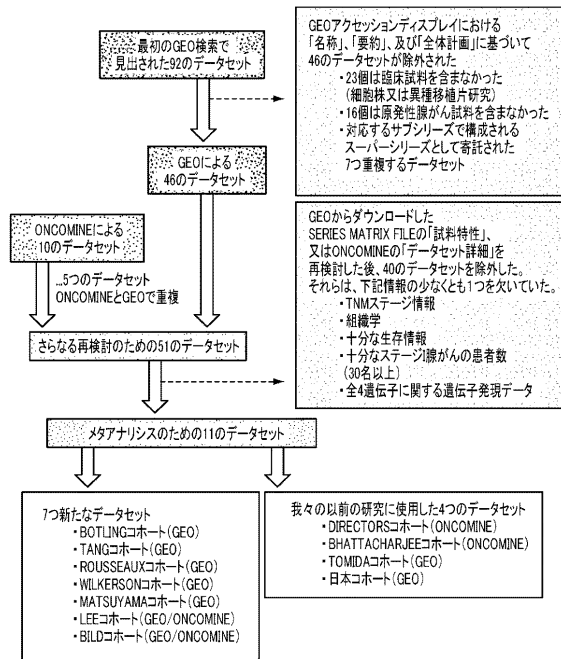 最初のGEO検索で
見出された92のデータセット
GEOアクセッションディスプレイにおける
「名称」、「要約」、及び「全体計画」に基づいて
46のデータセットが除外された
・23個は臨床試料を含まなかった
(細胞株又は異種移植片研究)
・16個は原発性腺がん試料を含まなかった
・対応するサブシリーズで構成される
スーパーシリーズとして寄託された
7つ重複するデータセット
GEOによる
46のデータセット
ONCOMINEによる
10のデータセット
...5つのデータセット
ONCOMINEとGEOで重複
GEOからダウンロードした
SERIES MATRIX FILEの「試料特性」、
又はONCOMINEの「データセット詳細」を
再検討した後、40のデータセットを除外した。
それらは、下記情報の少なくとも1つを欠いていた。
・TNMステージ情報
・組織学
・十分な生存情報
・十分なステージI腺がんの患者数
(30名以上)
・全4遺伝子に関する遺伝子発現データ
さらなる再検討のための51のデータセット
メタアナリシスのための11のデータセット
7つ新たなデータセット
・BOTLINGコホート(GEO)
・TANGコホート(GEO)
・ROUSSEAUXコホート(GEO)
・WILKERSONコホート(GEO)
・MATSUYAMAコホート(GEO)
・LEEコホート(GEO/ONCOMINE)
・BILDコホート(GEO/ONCOMINE)
我々の以前の研究に使用した4つのデータセット
・DIRECTORSコホート(ONCOMINE)
・BHATTACHARJEEコホート(ONCOMINE)
・TOMIDAコホート(GEO)
・日本コホート(GEO)